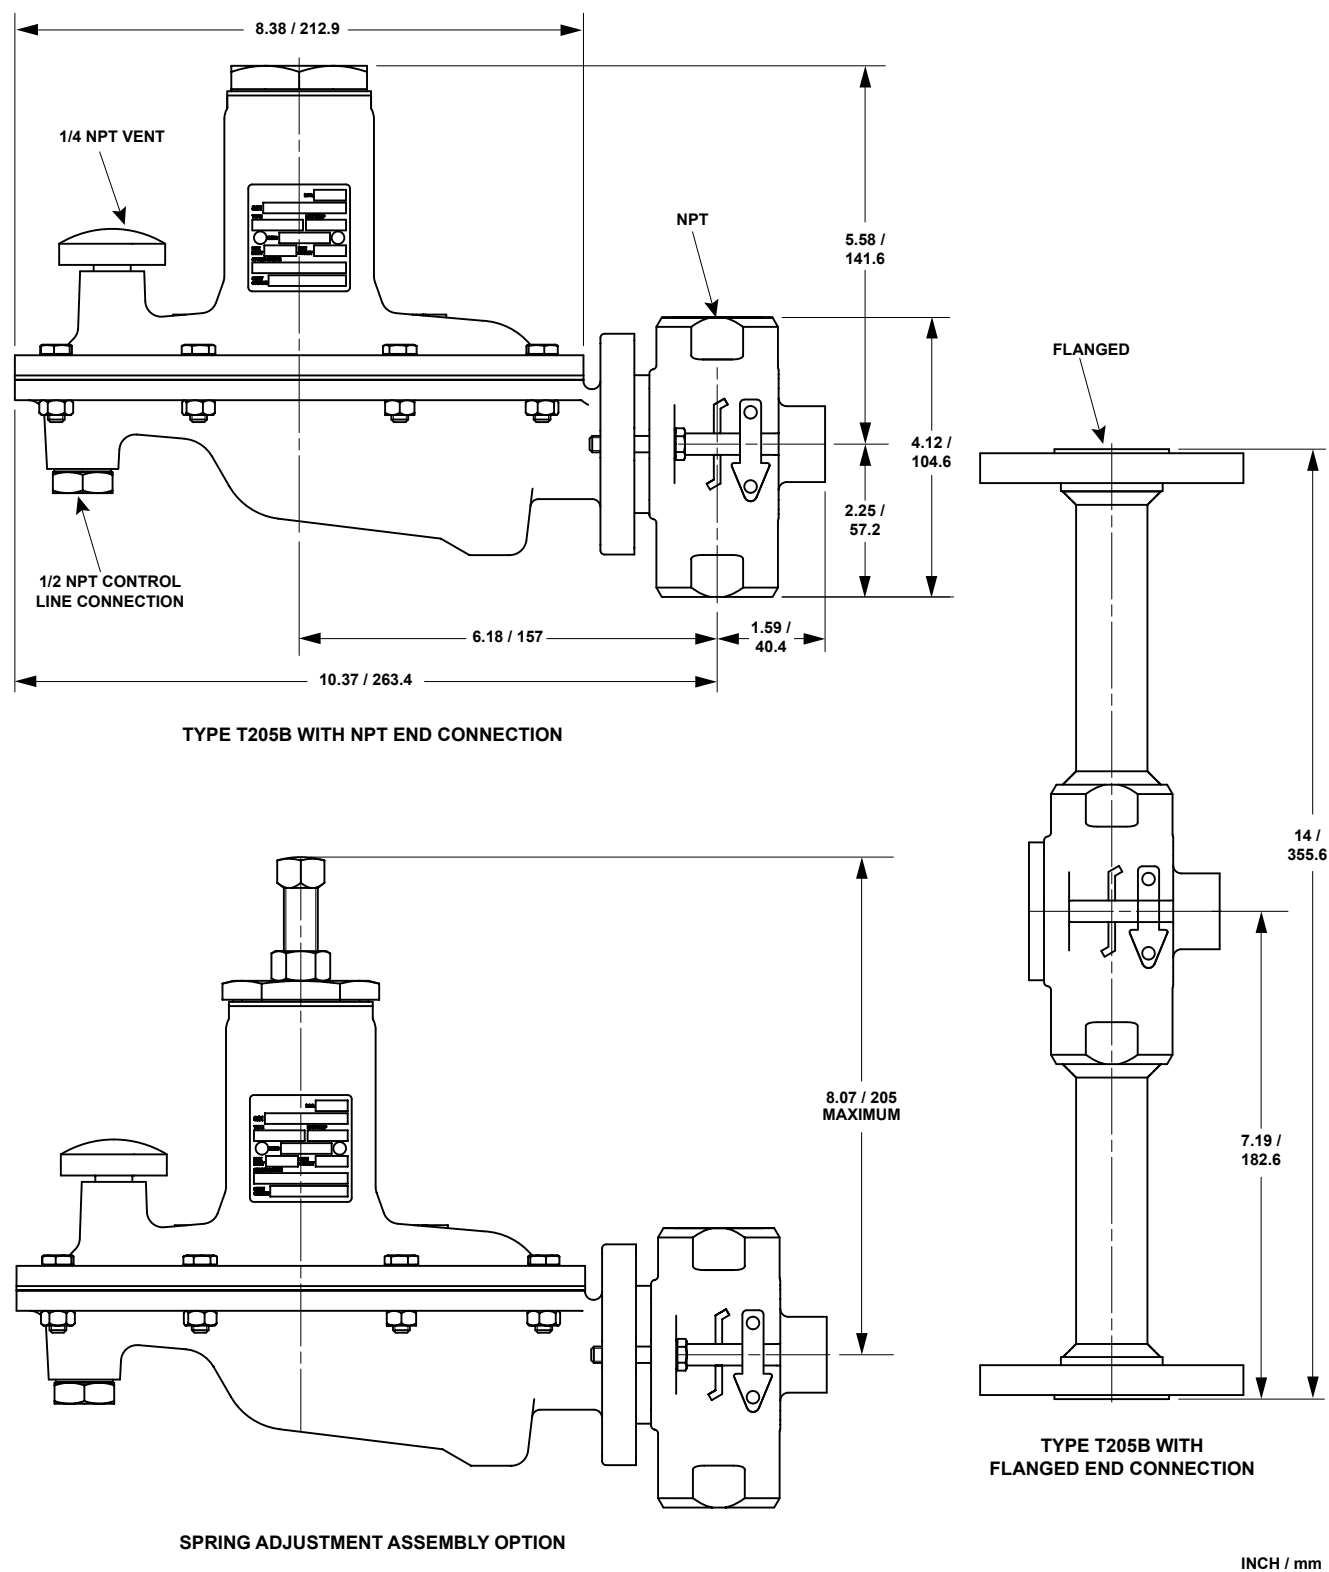 8.38 / 212.9
1/4 NPT VENT
NPT
5.58 /
141.6
FLANGED
4.12 /
104.6
2.25 /
57.2
1/2 NPT CONTROL
LINE CONNECTION
6.18 / 157
1.59 /
40.4
10.37 / 263.4
TYPE T205B WITH NPT END CONNECTION
14 /
355.6
8.07 / 205
MAXIMUM
7.19 /
182.6
TYPE T205B WITH
FLANGED END CONNECTION
SPRING ADJUSTMENT ASSEMBLY OPTION
INCH / mm